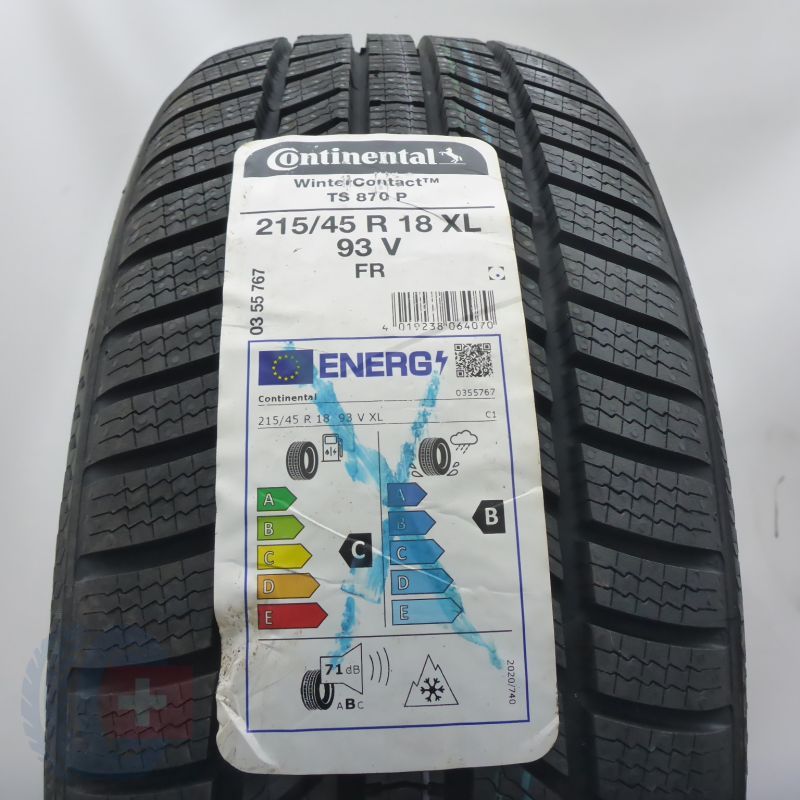 Continental
WinterContact™
TS 870 P
215/45 R 18 XL
93 V
FR
03 55 767
4 019238 064070
ENERG
Continental
0355767
215/45 R 18 93 V XL
C1
A
B
C
D
E
C
A
B
C
D
E
B
71 dB
ABC
2020/740